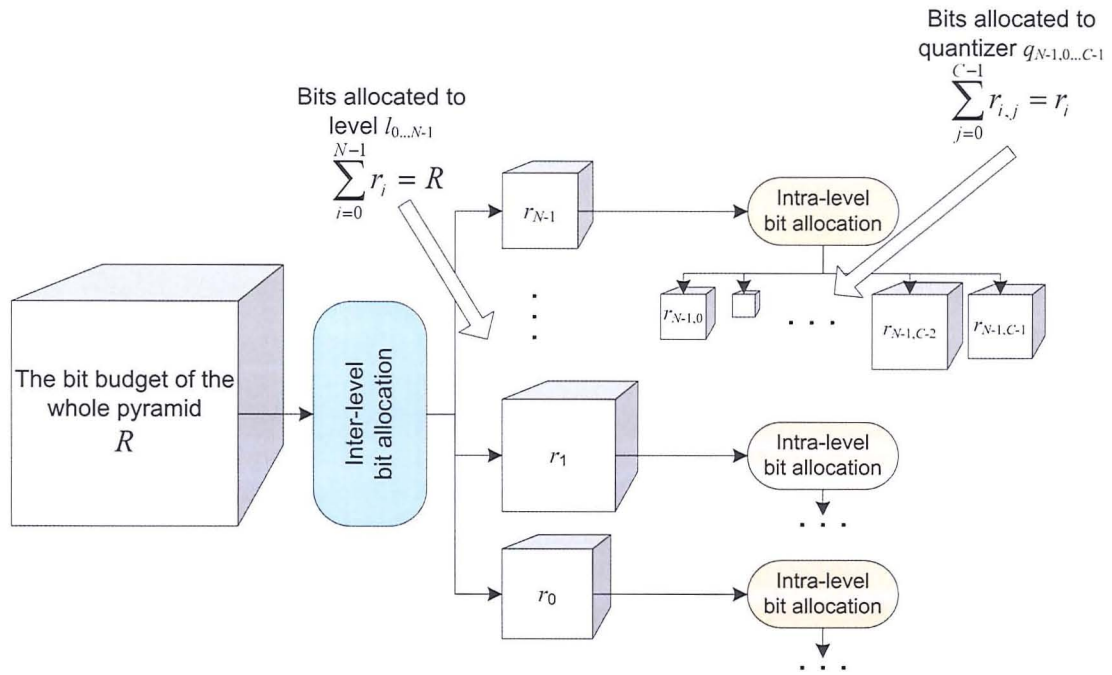 Bits allocated to
quantizer q_{N-1,0...C-1}
\sum_{j=0}^{C-1} r_{i,j} = r_i
Bits allocated to
level l_{0...N-1}
\sum_{i=0}^{N-1} r_i = R
r_{N-1}
Intra-level
bit allocation
r_{N-1,0}
. . .
r_{N-1,C-2}
r_{N-1,C-1}
The bit budget of the
whole pyramid
R
Inter-level
bit allocation
r_1
Intra-level
bit allocation
. . .
r_0
Intra-level
bit allocation
. . .